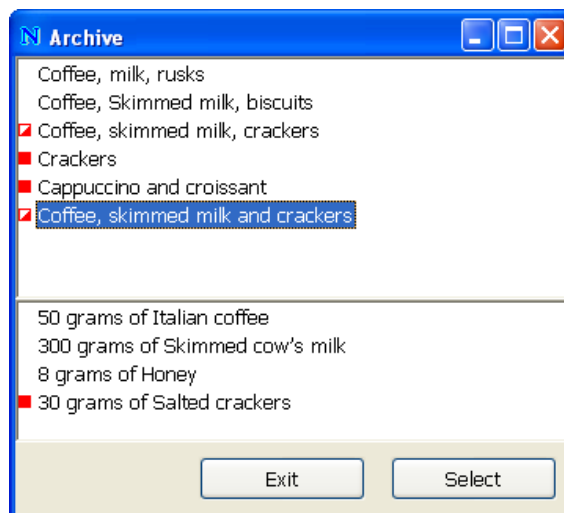 N Archive
Coffee, milk, rusks
Coffee, Skimmed milk, biscuits
Coffee, skimmed milk, crackers
Crackers
Cappuccino and croissant
Coffee, skimmed milk and crackers
50 grams of Italian coffee
300 grams of Skimmed cow's milk
8 grams of Honey
30 grams of Salted crackers
Exit
Select